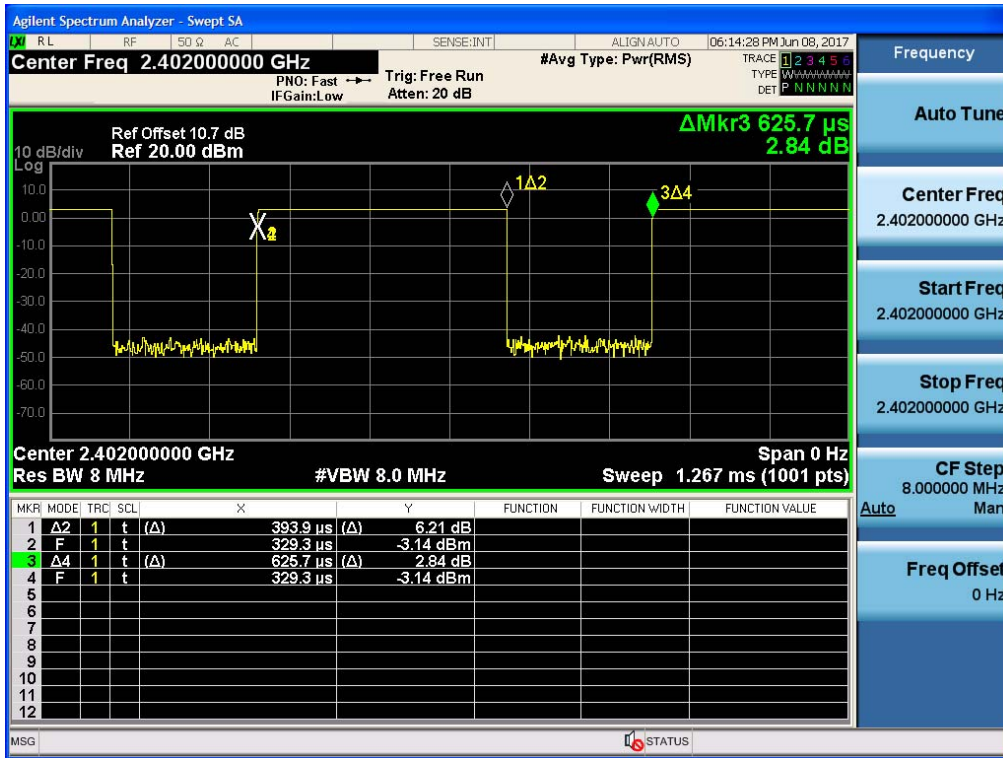 Agilent Spectrum Analyzer - Swept SA
LXI RL RF 50 Ω AC SENSE:INT ALIGN AUTO 06:14:28 PM Jun 08, 2017
Center Freq 2.402000000 GHz #Avg Type: Pwr(RMS) TRACE 1 2 3 4 5 6
PNO: Fast Trig: Free Run TYPE WWWWWW
IFGain:Low Atten: 20 dB DET P N N N N N
Frequency
Auto Tune
Center Freq
2.402000000 GHz
Start Freq
2.402000000 GHz
Stop Freq
2.402000000 GHz
CF Step
8.000000 MHz
Auto Man
Freq Offset
0 Hz
ΔMkr3 625.7 µs
2.84 dB
Ref Offset 10.7 dB
10 dB/div Ref 20.00 dBm
Log
10.0
0.00
-10.0
-20.0
-30.0
-40.0
-50.0
-60.0
-70.0
1Δ2
3Δ4
Center 2.402000000 GHz Span 0 Hz
Res BW 8 MHz #VBW 8.0 MHz Sweep 1.267 ms (1001 pts)
MKR MODE TRC SCL X Y FUNCTION FUNCTION WIDTH FUNCTION VALUE
1 Δ2 1 t (Δ) 393.9 µs (Δ) 6.21 dB
2 F 1 t 329.3 µs -3.14 dBm
3 Δ4 1 t (Δ) 625.7 µs (Δ) 2.84 dB
4 F 1 t 329.3 µs -3.14 dBm
5
6
7
8
9
10
11
12
MSG STATUS